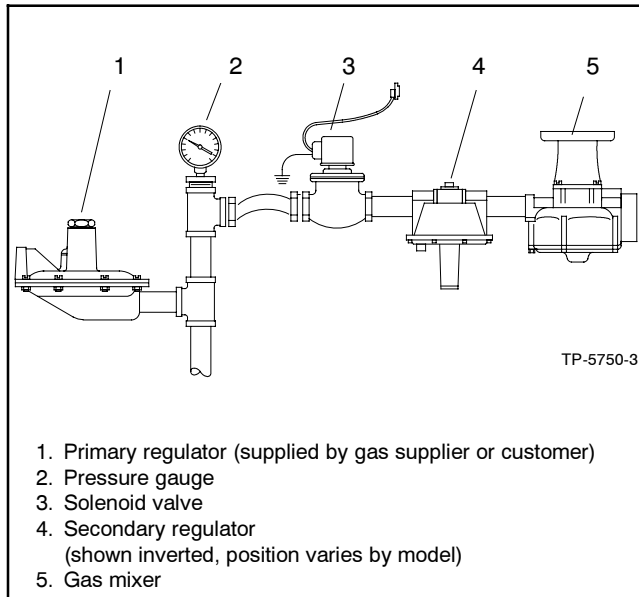 1 2 3 4 5
TP-5750-3
1. Primary regulator (supplied by gas supplier or customer)
2. Pressure gauge
3. Solenoid valve
4. Secondary regulator
(shown inverted, position varies by model)
5. Gas mixer